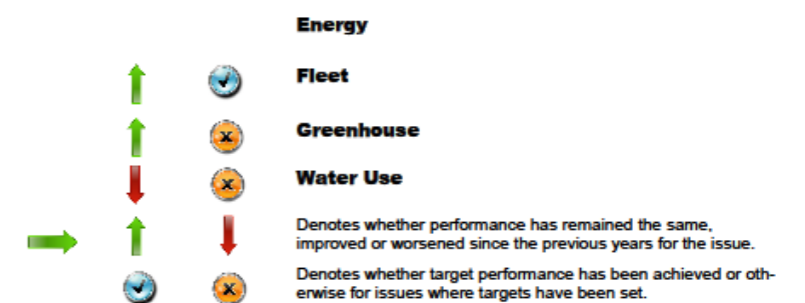 Energy
Fleet
Greenhouse
Water Use
Denotes whether performance has remained the same,
improved or worsened since the previous years for the issue.
Denotes whether target performance has been achieved or oth-
erwise for issues where targets have been set.